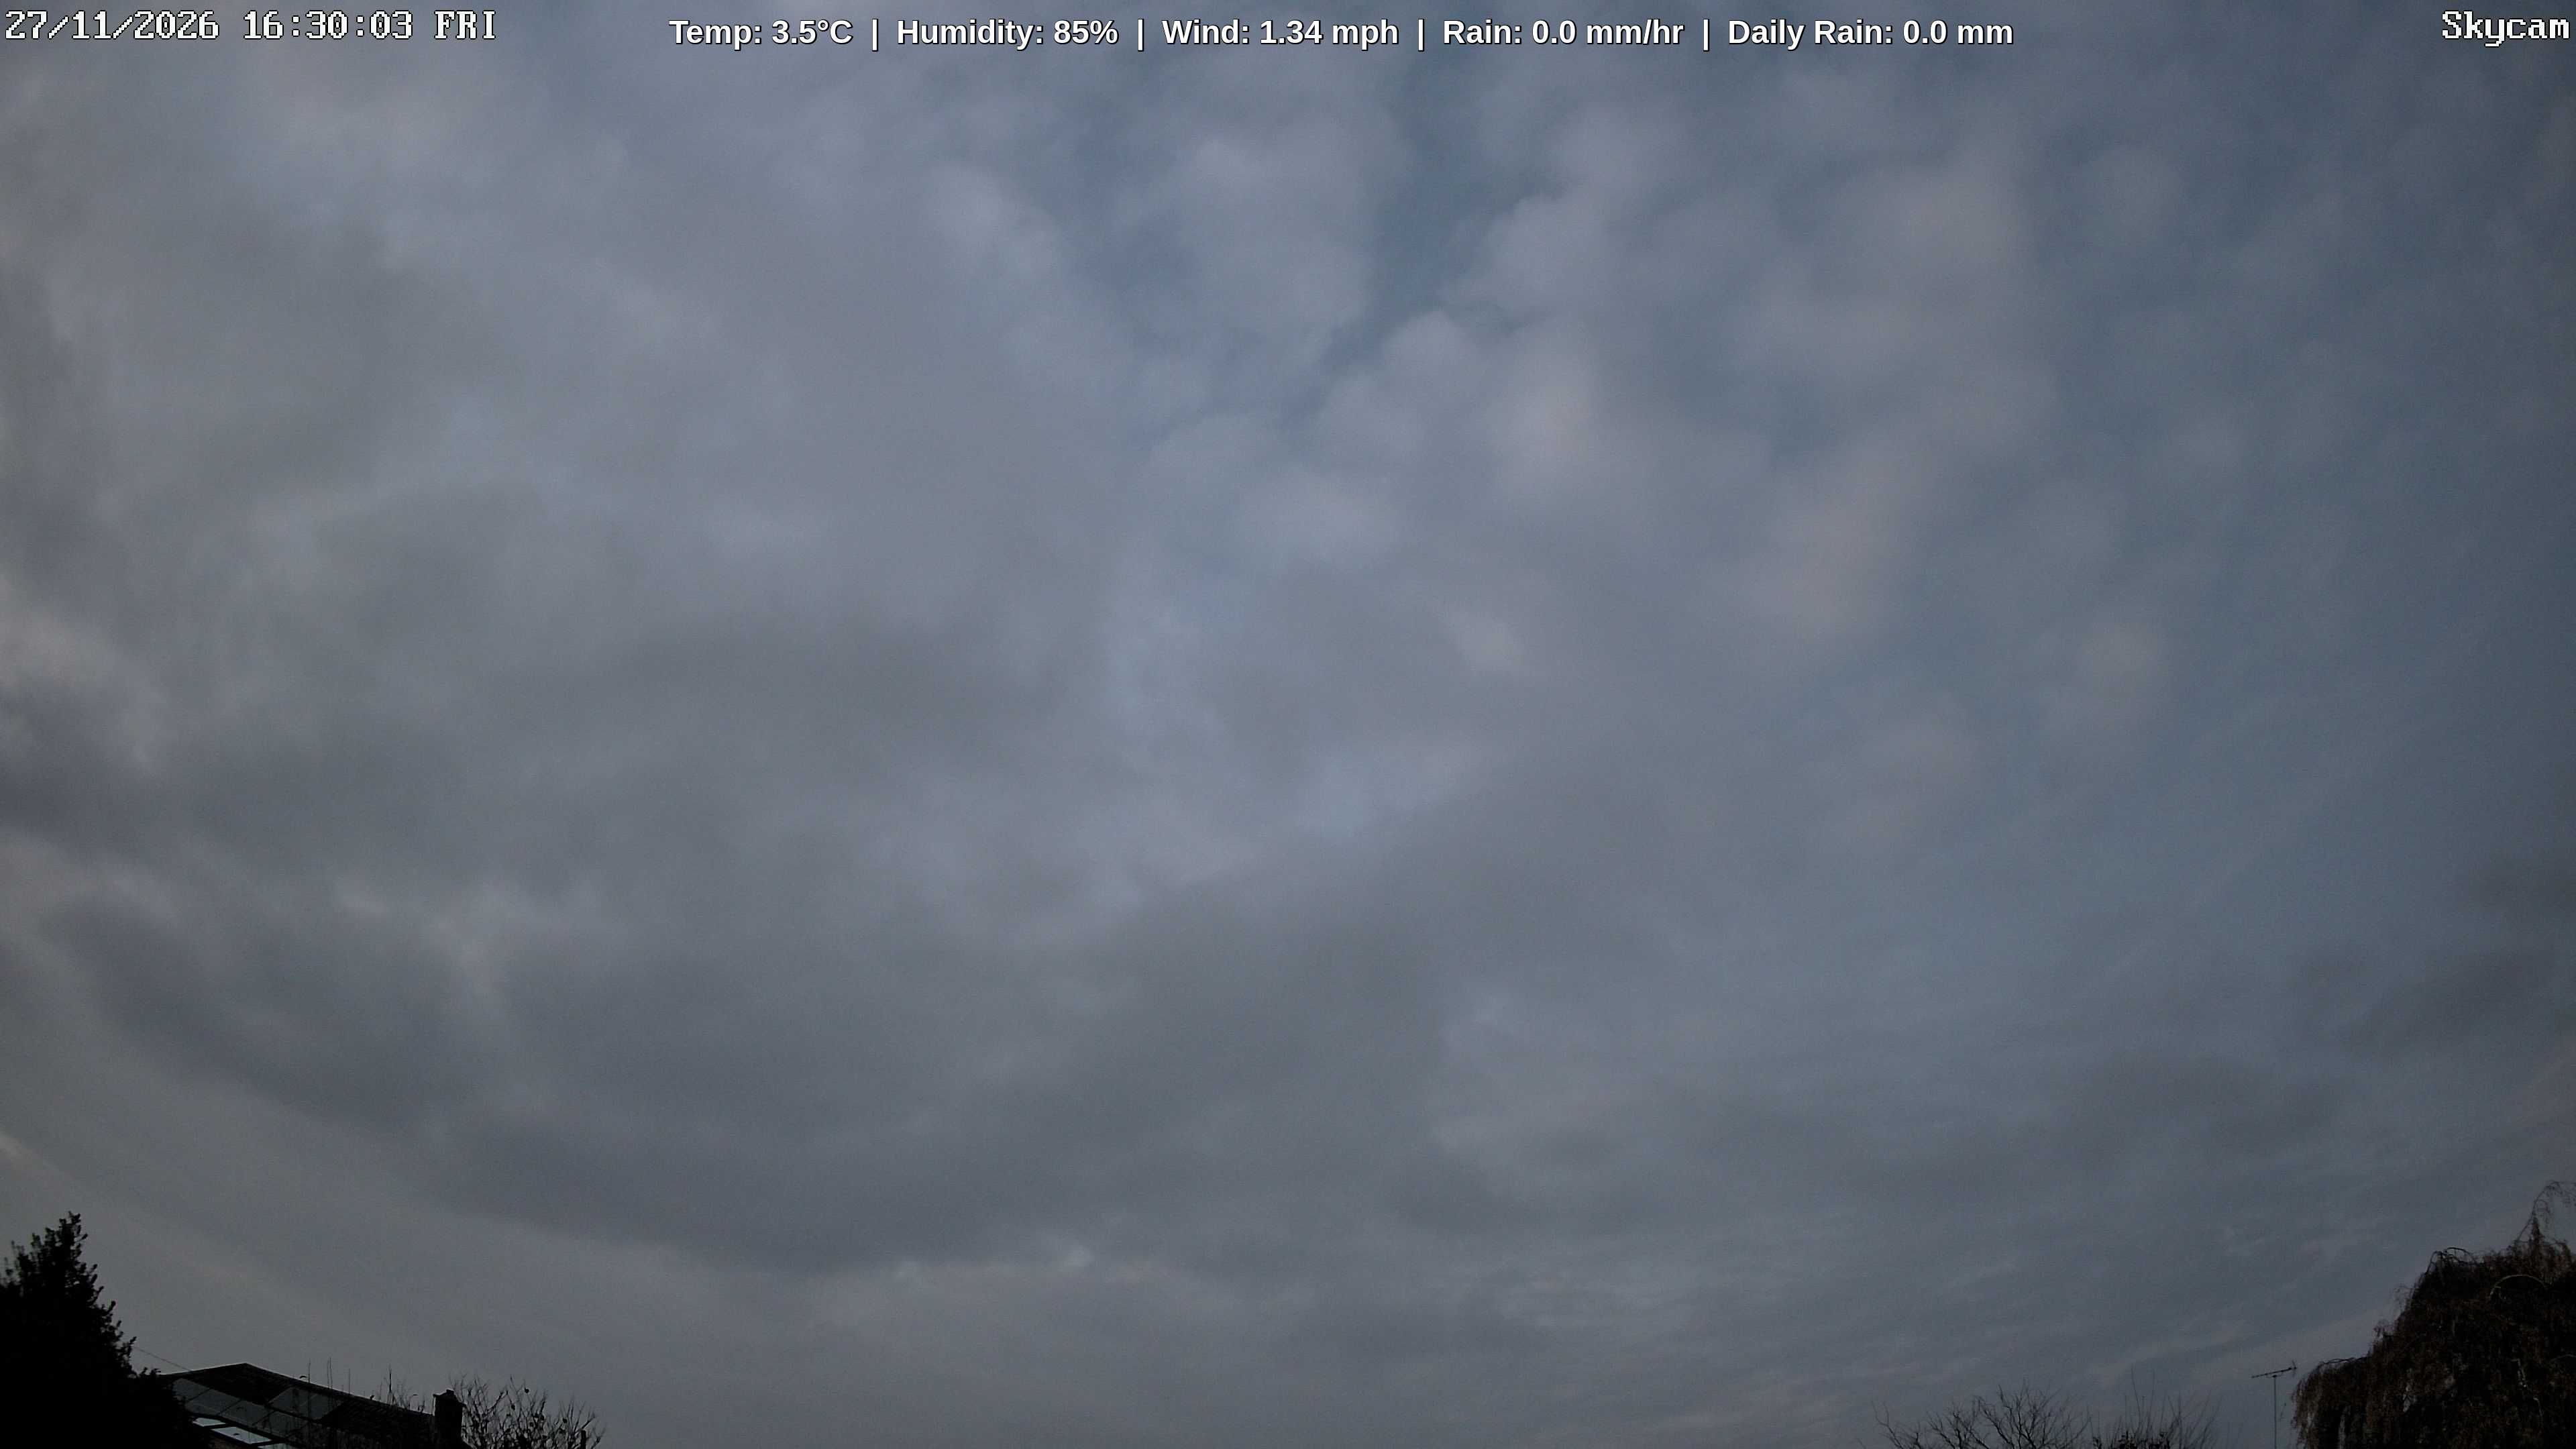 27/11/2026 16:30:03 FRI
Temp: 3.5°C | Humidity: 85% | Wind: 1.34 mph | Rain: 0.0 mm/hr | Daily Rain: 0.0 mm
Skycam